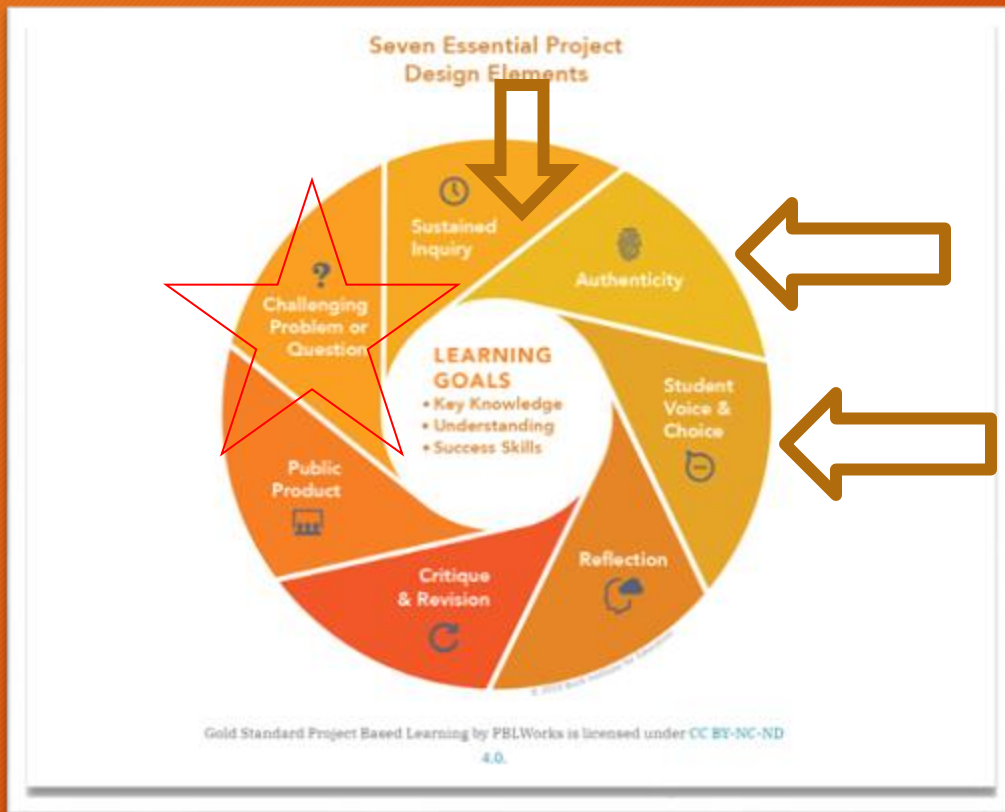 Seven Essential Project
Design Elements
Sustained
Inquiry
Authenticity
?
Challenging
Problem or
Question
LEARNING
GOALS
• Key Knowledge
• Understanding
• Success Skills
Student
Voice &
Choice
Public
Product
Reflection
Critique
& Revision
Gold Standard Project Based Learning by PBLWorks is licensed under CC BY-NC-ND
4.0.